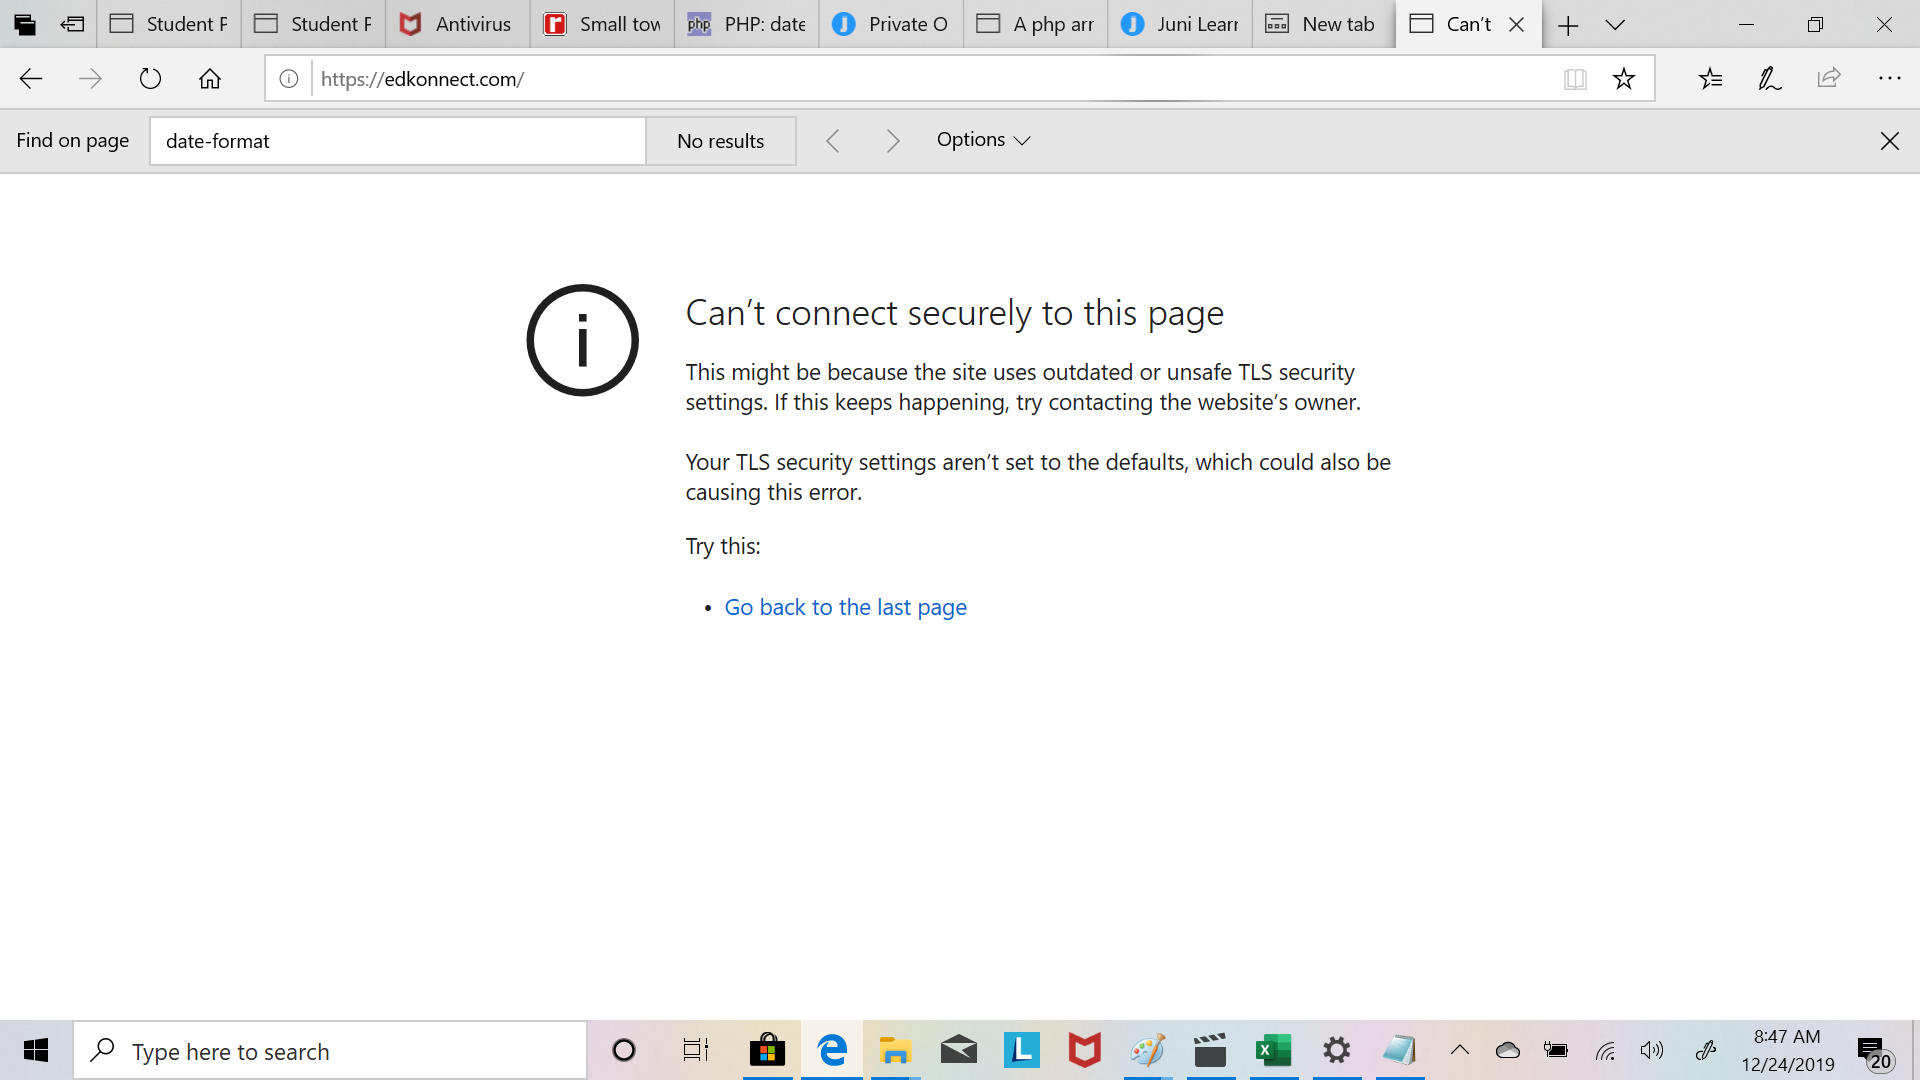 Student F
Student F
Antivirus
Small tow
php PHP: date
Private O
A php arr
Juni Learn
New tab
Can't
https://edkonnect.com/
Find on page
date-format
No results
Options
Can't connect securely to this page
This might be because the site uses outdated or unsafe TLS security
settings. If this keeps happening, try contacting the website's owner.
Your TLS security settings aren't set to the defaults, which could also be
causing this error.
Try this:
• Go back to the last page
Type here to search
8:47 AM
12/24/2019
20